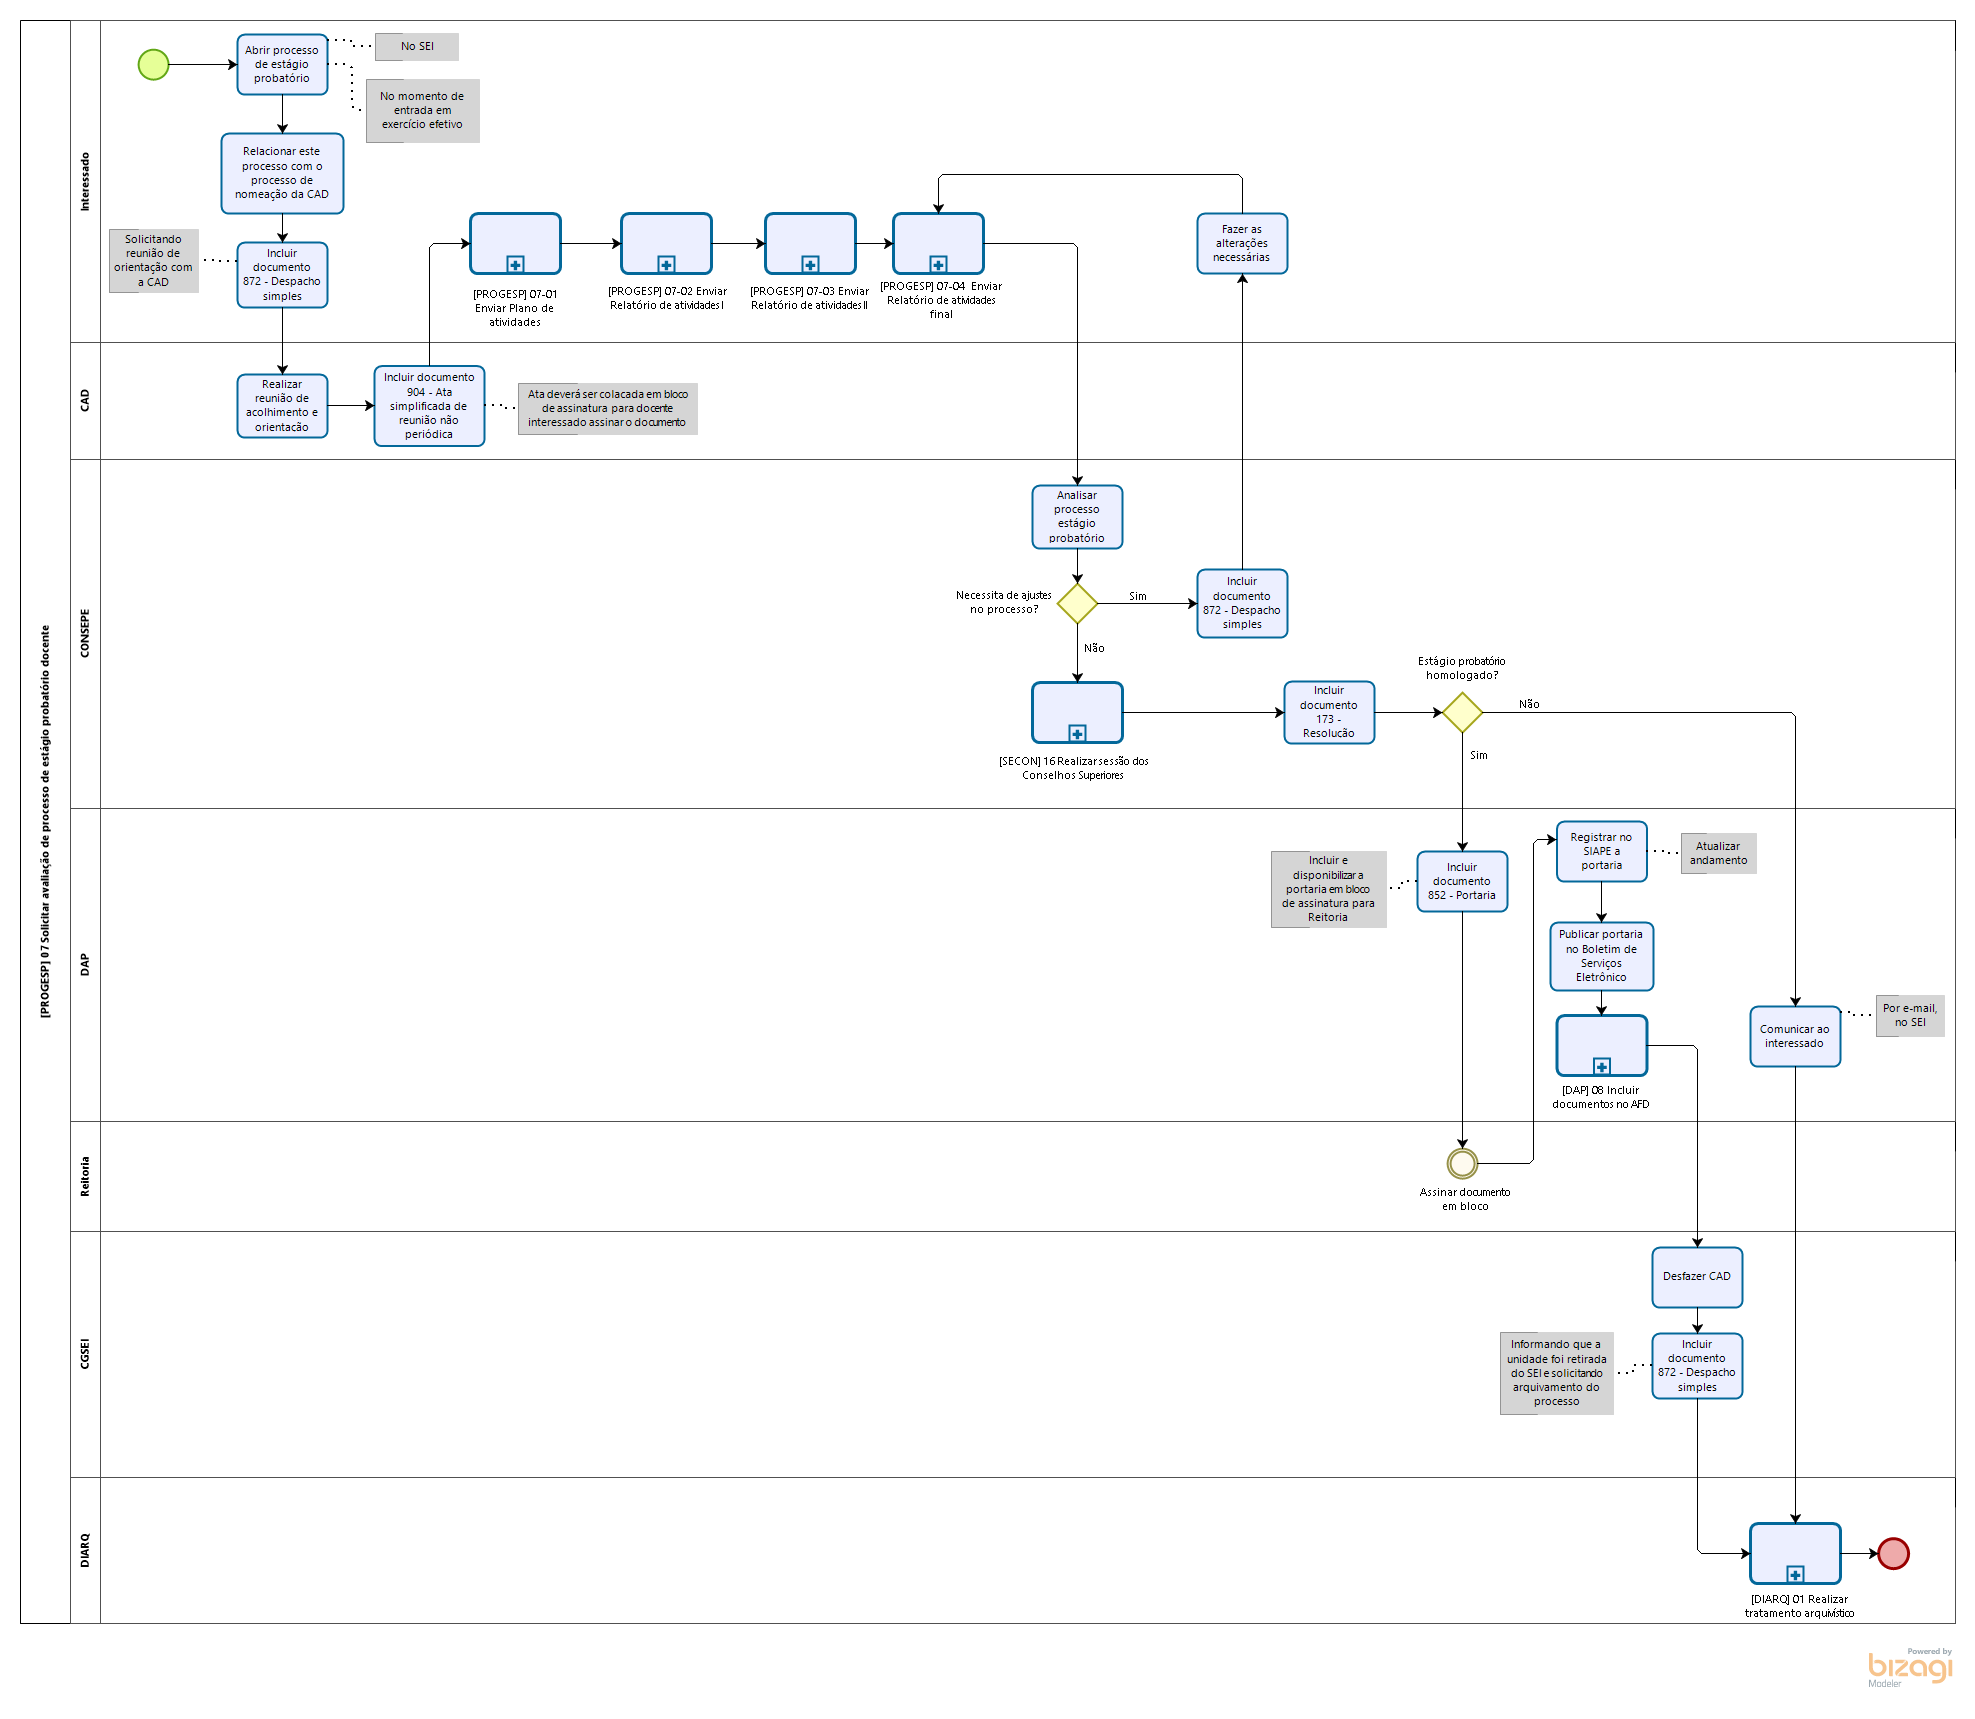 [PROGESP] 07 Solicitar avaliação de processo de estágio probatório docente
Interessado
Abrir processo
de estágio
probatório
No SEI
No momento de
entrada em
exercício efetivo
Relacionar este
processo com o
processo de
nomeação da CAD
Solicitando
reunião de
orientação com
a CAD
Incluir
documento
872 - Despacho
simples
[PROGESP] 07-01
Enviar Plano de
atividades
[PROGESP] 07-02 Enviar
Relatório de atividades I
[PROGESP] 07-03 Enviar
Relatório de atividades II
[PROGESP] 07-04 Enviar
Relatório de atividades
final
Fazer as
alterações
necessárias
CAD
Realizar
reunião de
acolhimento e
orientacão
Incluir documento
904 - Ata
simplificada de
reunião não
periódica
Ata deverá ser colacada em bloco
de assinatura para docente
interessado assinar o documento
CONSEPE
Analisar
processo
estágio
probatório
Necessita de ajustes
no processo?
Sim
Incluir
documento
872 - Despacho
simples
Não
[SECON] 16 Realizar sessão dos
Conselhos Superiores
Incluir
documento
173 -
Resolucão
Estágio probatório
homologado?
Não
Sim
DAP
Incluir e
disponibilizar a
portaria em bloco
de assinatura para
Reitoria
Incluir
documento
852 - Portaria
Registrar no
SIAPE a
portaria
Atualizar
andamento
Publicar portaria
no Boletim de
Serviços
Eletrônico
[DAP] 08 Incluir
documentos no AFD
Comunicar ao
interessado
Por e-mail,
no SEI
Reitoria
Assinar documento
em bloco
CGSEI
Desfazer CAD
Informando que a
unidade foi retirada
do SEI e solicitando
arquivamento do
processo
Incluir
documento
872 - Despacho
simples
DIARQ
[DIARQ] 01 Realizar
tratamento arquivístico
Powered by
bizagi
Modeler